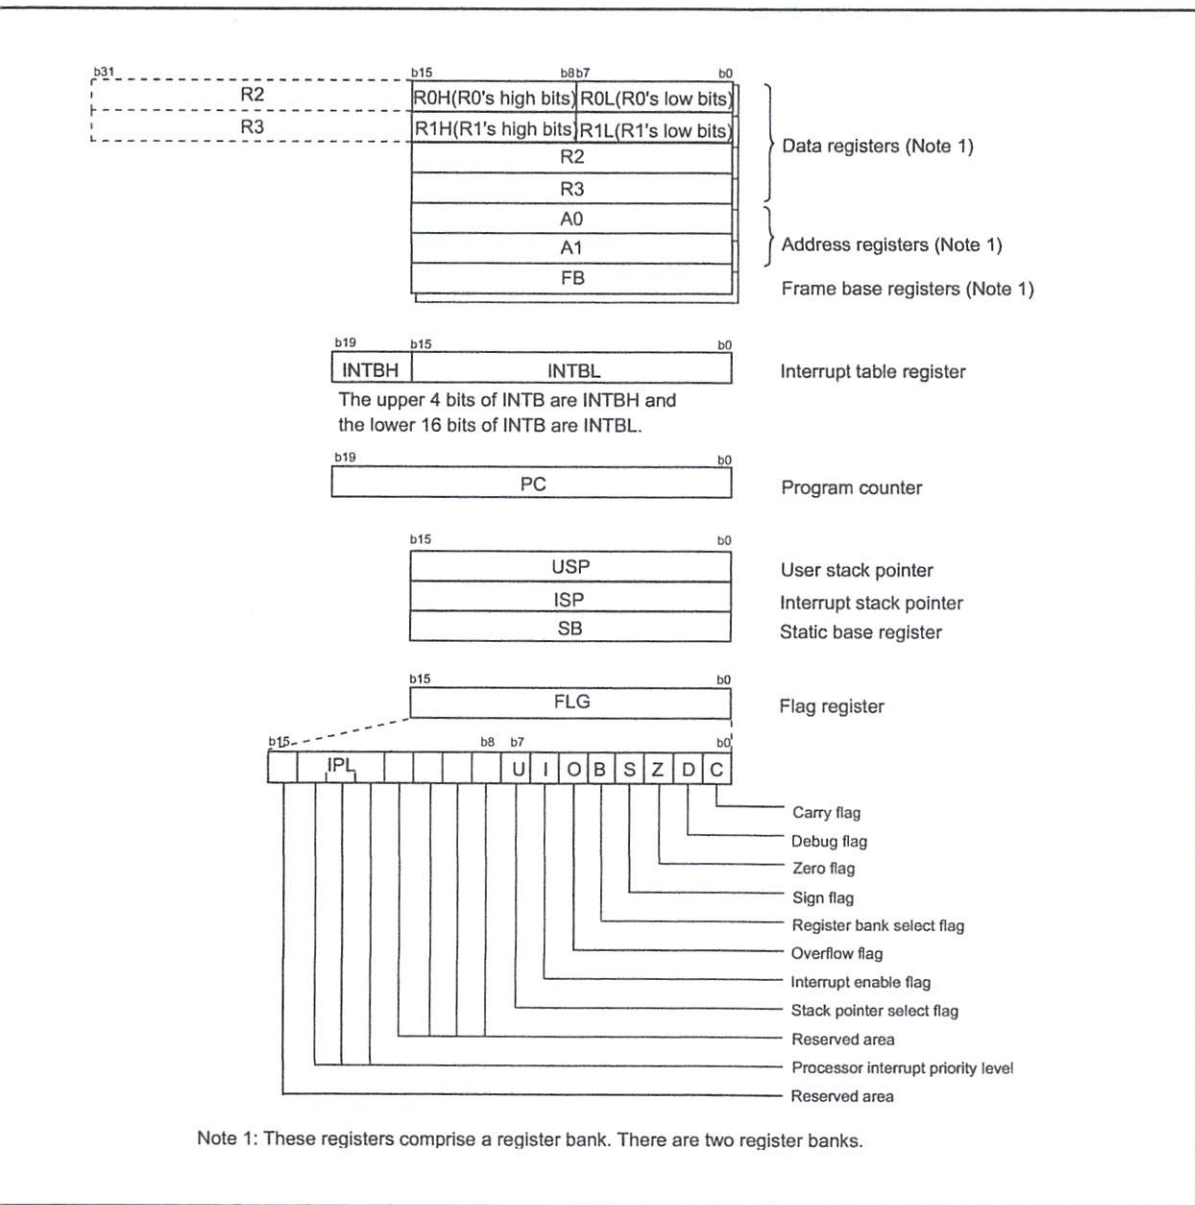 b31 b15 b8 b7 b0
R2 R0H(R0's high bits) R0L(R0's low bits)
R3 R1H(R1's high bits) R1L(R1's low bits)
R2
R3
Data registers (Note 1)
A0
A1
Address registers (Note 1)
FB
Frame base registers (Note 1)
b19 b15 b0
INTBH INTBL Interrupt table register
The upper 4 bits of INTB are INTBH and
the lower 16 bits of INTB are INTBL.
b19 b0
PC Program counter
b15 b0
USP User stack pointer
ISP Interrupt stack pointer
SB Static base register
b15 b0
FLG Flag register
b15 b8 b7 b0
IPL U I O B S Z D C
Carry flag
Debug flag
Zero flag
Sign flag
Register bank select flag
Overflow flag
Interrupt enable flag
Stack pointer select flag
Reserved area
Processor interrupt priority level
Reserved area
Note 1: These registers comprise a register bank. There are two register banks.